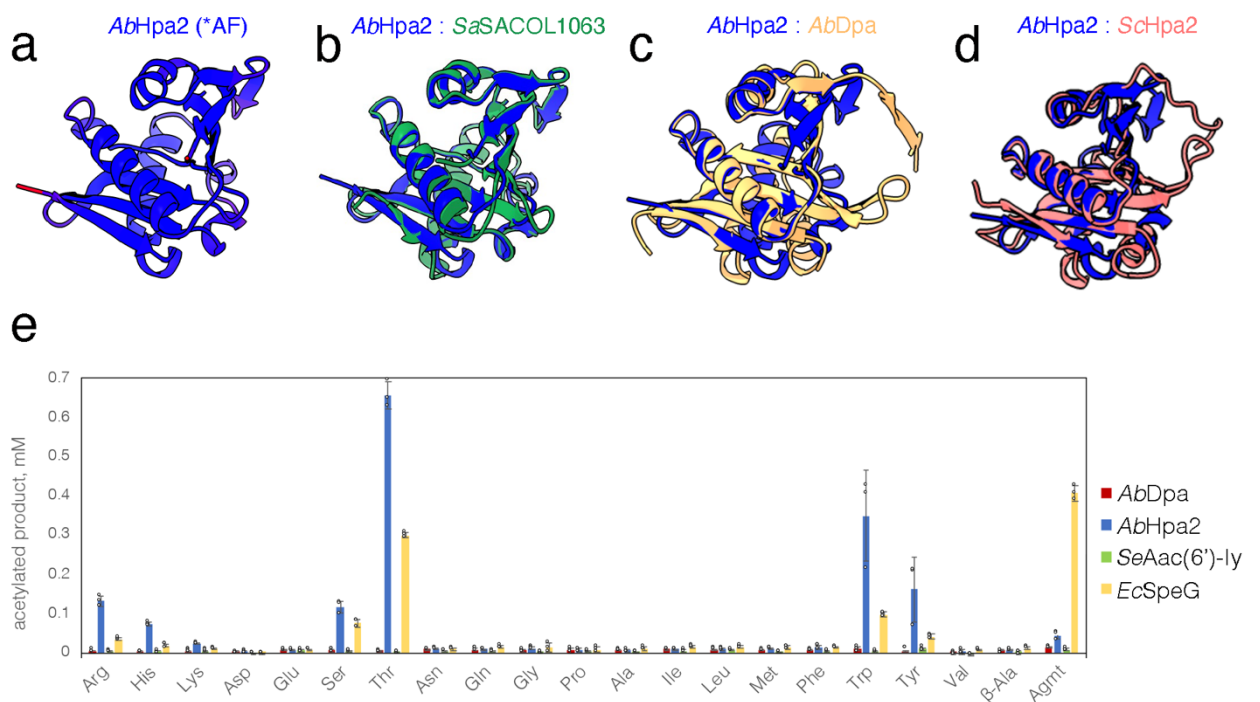 a
AbHpa2 (*AF)
b
AbHpa2 : SaSACOL1063
c
AbHpa2 : AbDpa
d
AbHpa2 : ScHpa2
e
acetylated product, mM
0.7
0.6
0.5
0.4
0.3
0.2
0.1
0
Arg
His
Lys
Asp
Glu
Ser
Thr
Asn
Gln
Gly
Pro
Ala
Ile
Leu
Met
Phe
Trp
Tyr
Val
β-Ala
Agmt
AbDpa
AbHpa2
SeAac(6')-Iy
EcSpeG